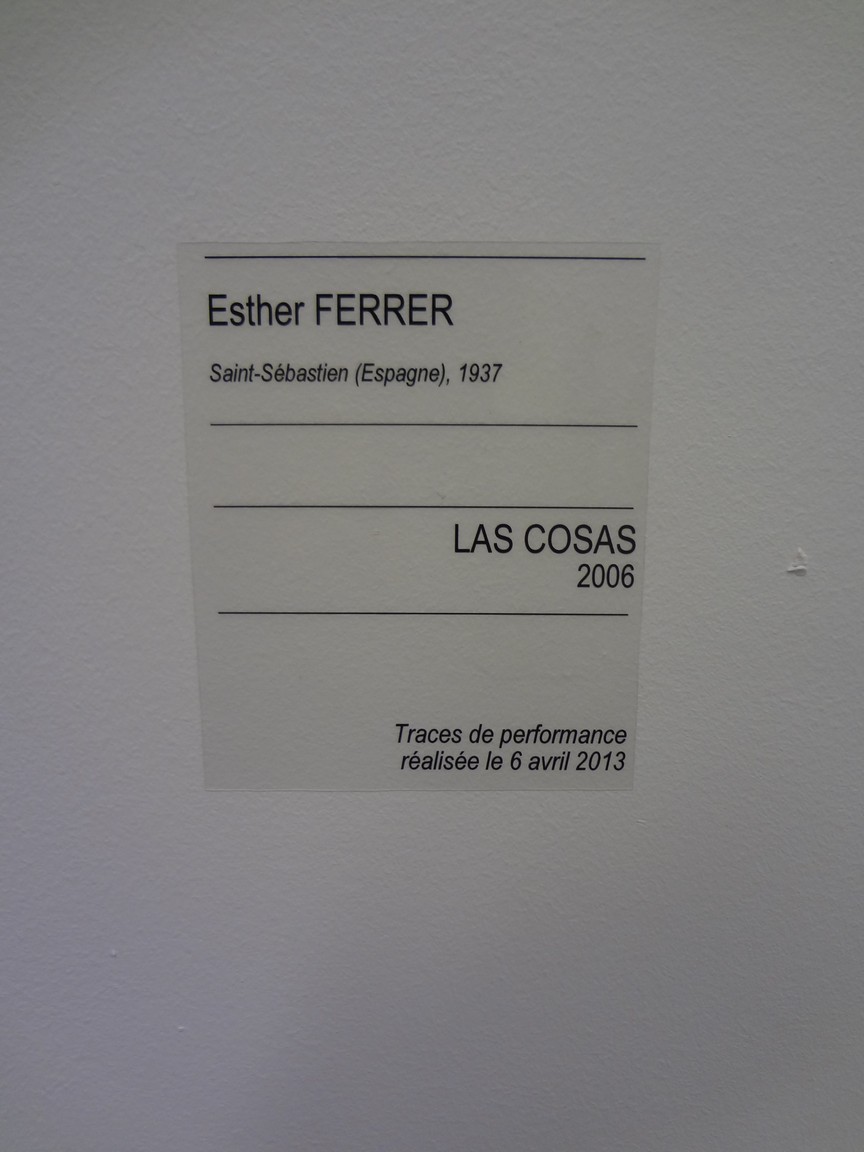 Esther FERRER
Saint-Sébastien (Espagne), 1937
LAS COSAS
2006
Traces de performance
réalisée le 6 avril 2013